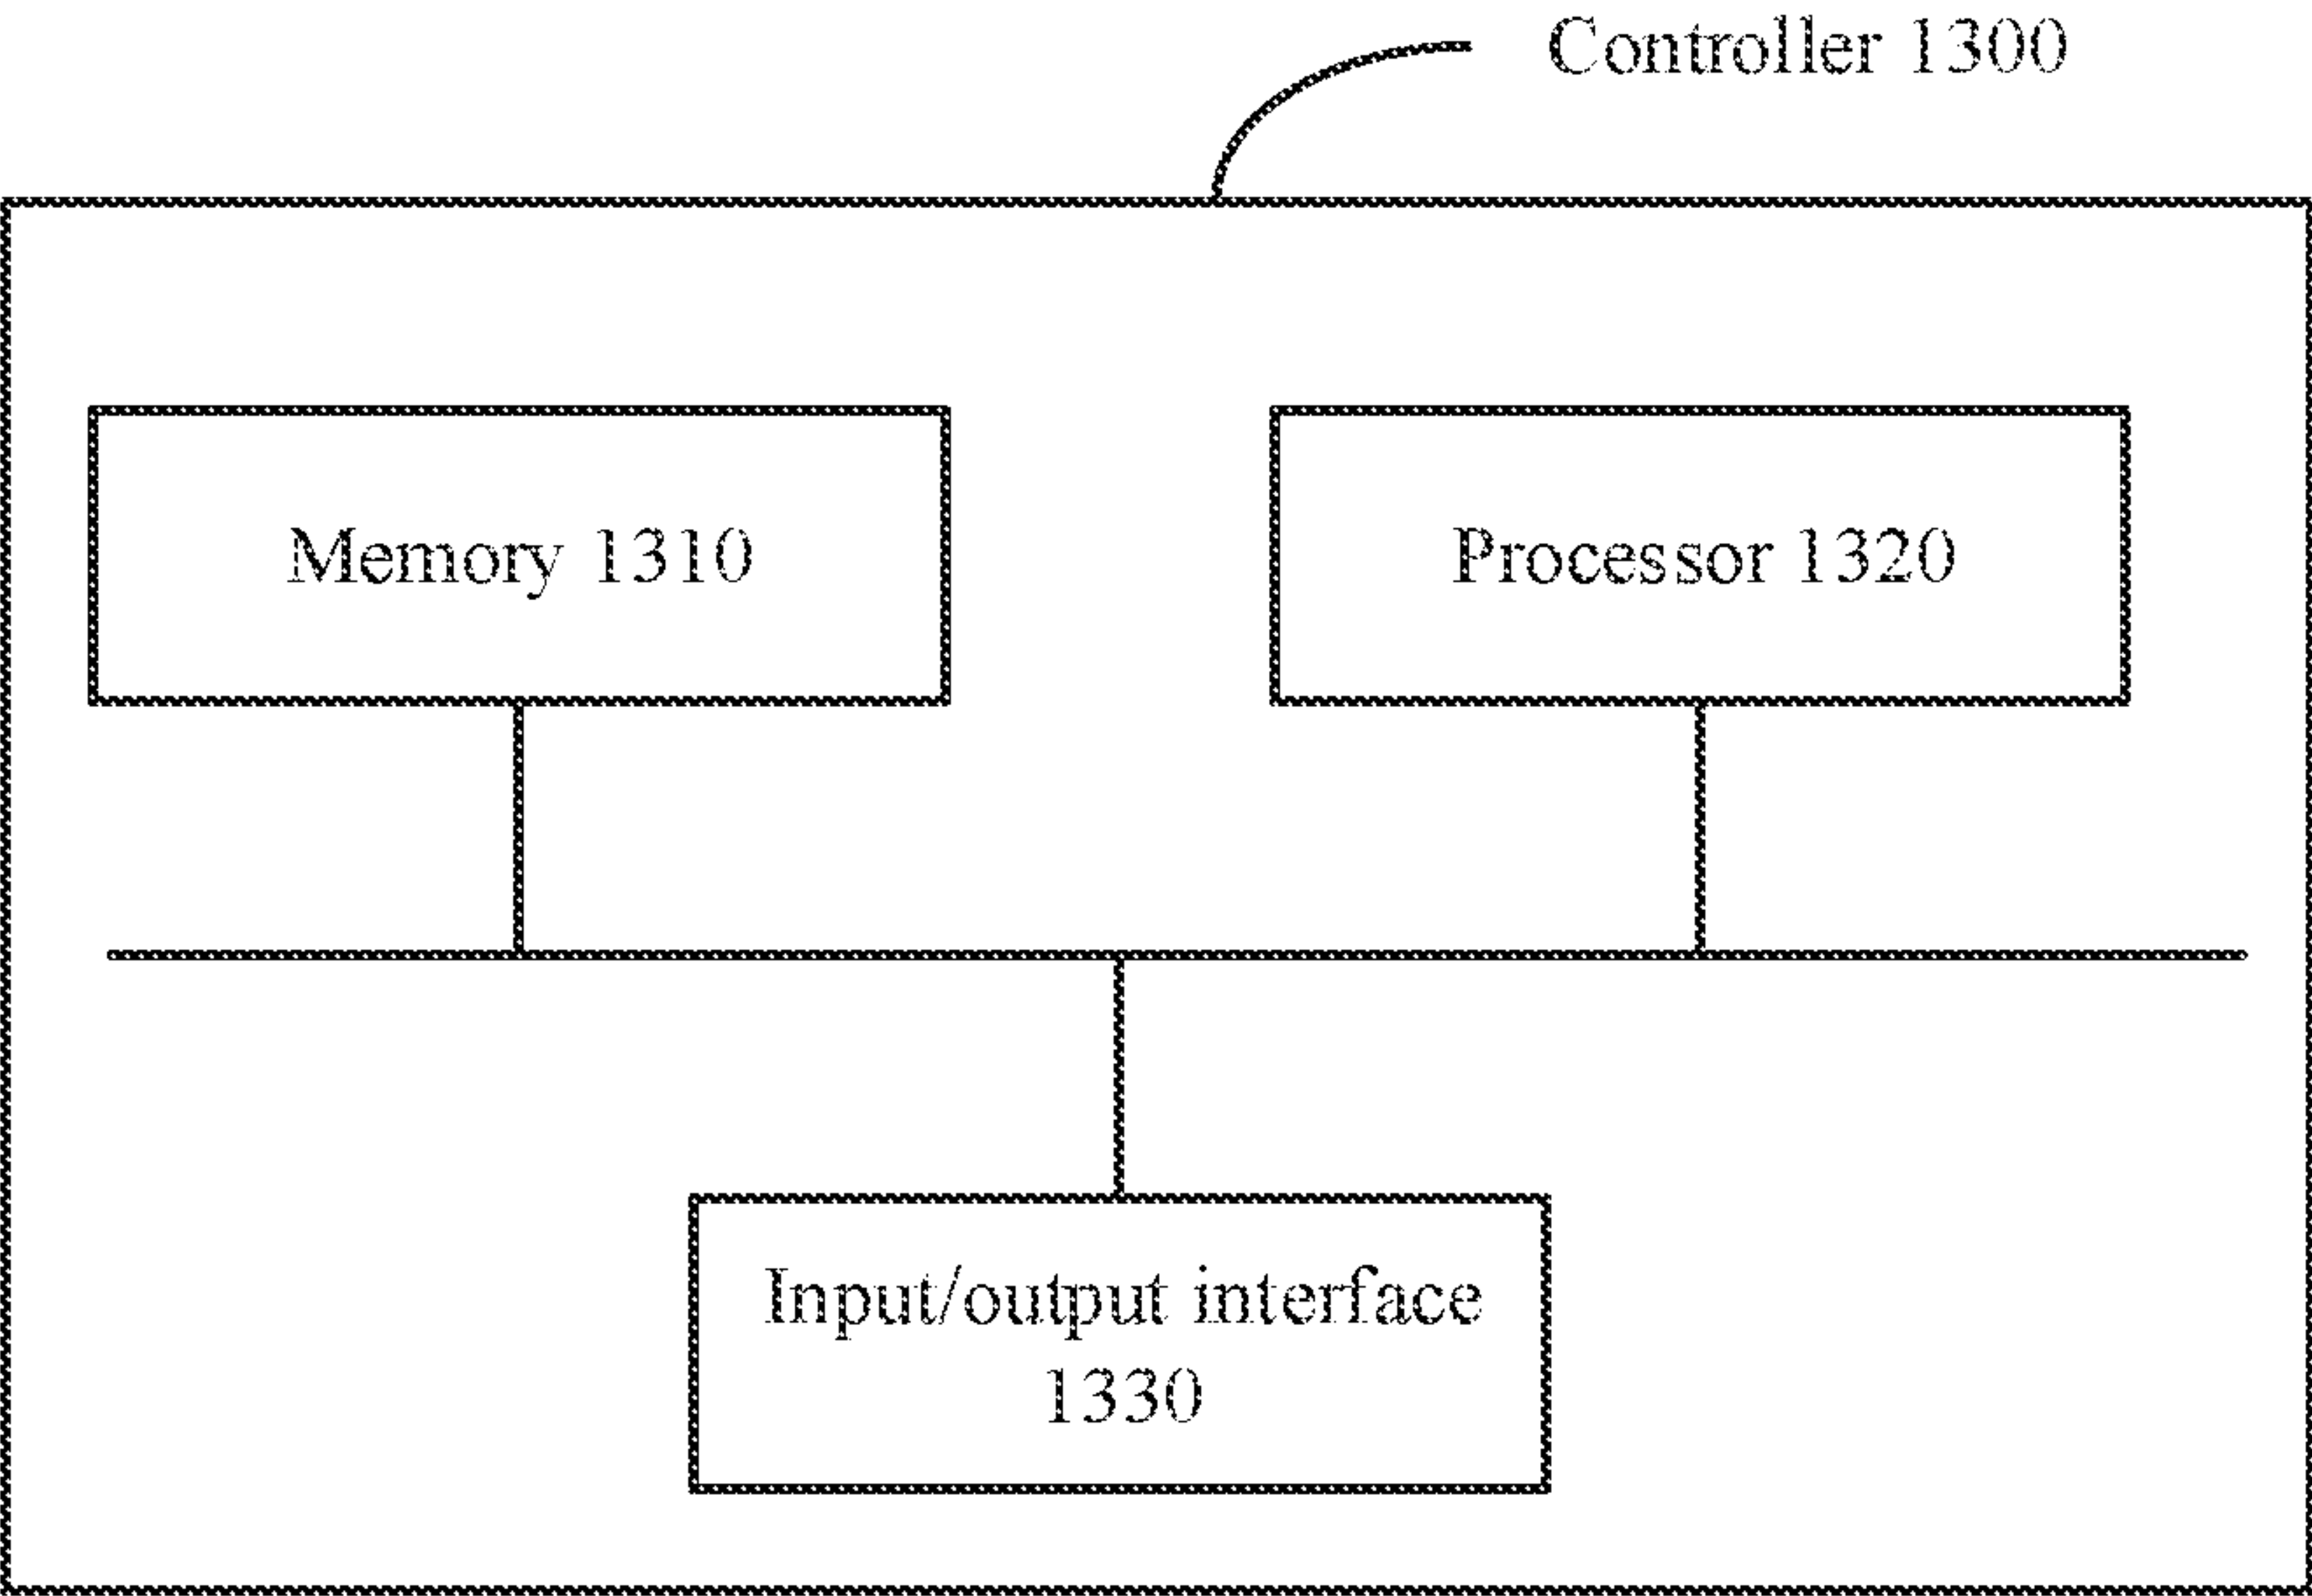 Controller 1300
Memory 1310
Processor 1320
Input/output interface
1330